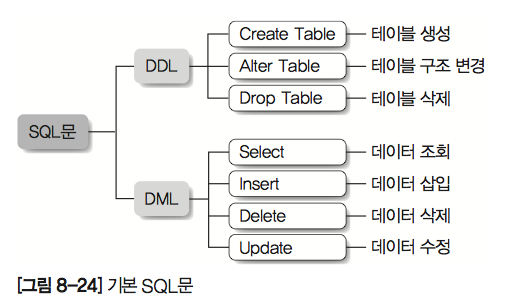 SQL문
DDL
Create Table 테이블 생성
Alter Table 테이블 구조 변경
Drop Table 테이블 삭제
DML
Select 데이터 조회
Insert 데이터 삽입
Delete 데이터 삭제
Update 데이터 수정
[그림 8-24] 기본 SQL문